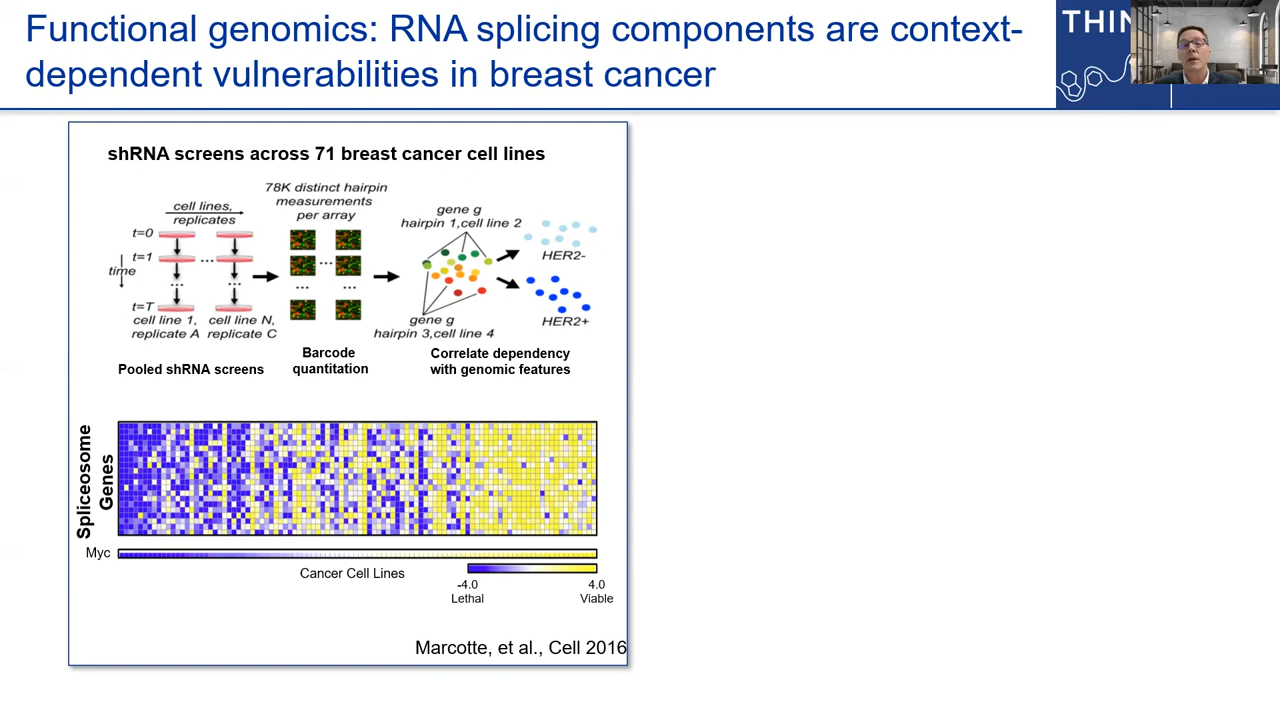 Functional genomics: RNA splicing components are context-
dependent vulnerabilities in breast cancer
THIN
shRNA screens across 71 breast cancer cell lines
cell lines,
replicates
t=0
t=1
time
...
...
...
t=T
cell line 1,
replicate A
cell line N,
replicate C
Pooled shRNA screens
78K distinct hairpin
measurements
per array
...
...
...
Barcode
quantitation
gene g
hairpin 1,cell line 2
gene g
hairpin 3,cell line 4
HER2-
HER2+
Correlate dependency
with genomic features
Spliceosome
Genes
Myc
Cancer Cell Lines
-4.0
4.0
Lethal
Viable
Marcotte, et al., Cell 2016